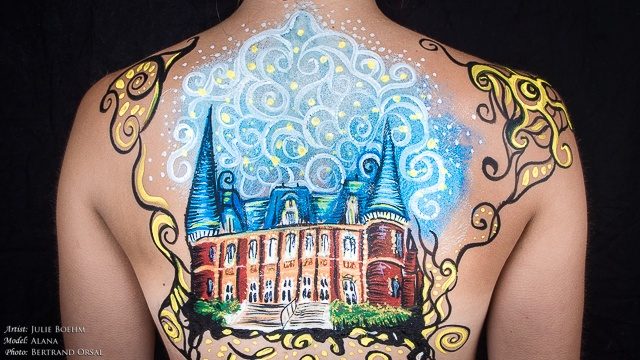 Artist: Julie Boehm
Model: Alana
Photo: Bertrand Orsal